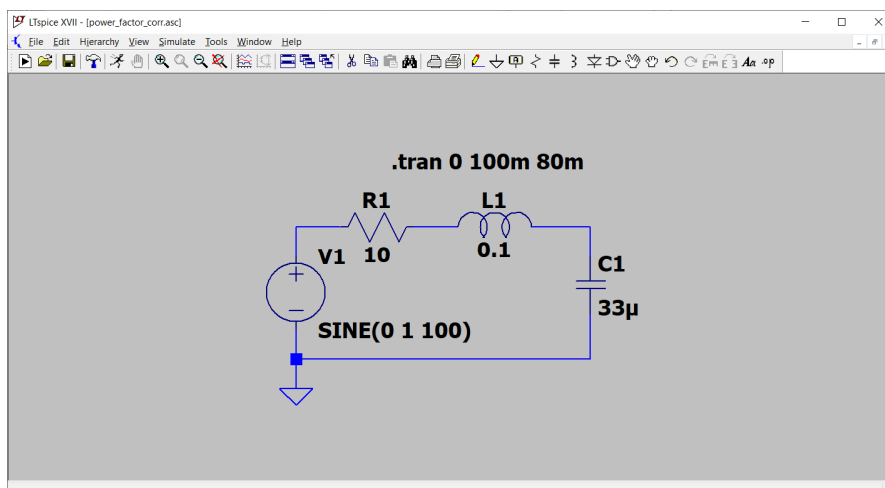 LTspice XVII - [power_factor_corr.asc]
File Edit Hierarchy View Simulate Tools Window Help
.tran 0 100m 80m
R1
L1
V1
10
0.1
C1
33µ
SINE(0 1 100)